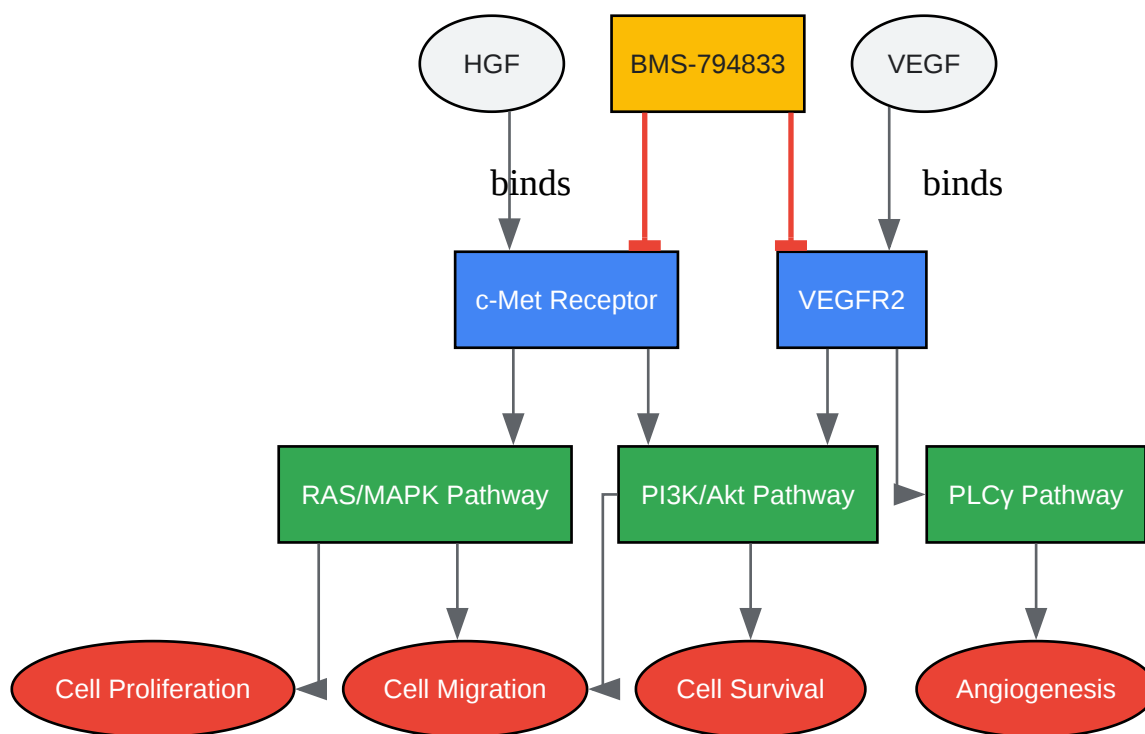 HGF
BMS-794833
VEGF
binds
binds
c-Met Receptor
VEGFR2
RAS/MAPK Pathway
PI3K/Akt Pathway
PLCγ Pathway
Cell Proliferation
Cell Migration
Cell Survival
Angiogenesis